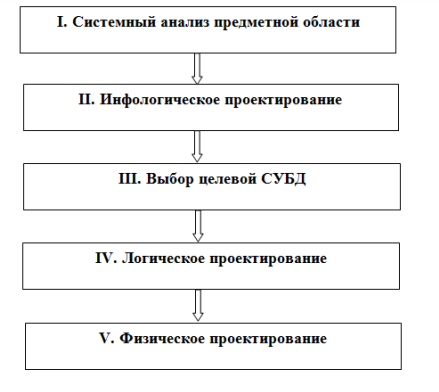 I. Системный анализ предметной области
II. Инфологическое проектирование
III. Выбор целевой СУБД
IV. Логическое проектирование
V. Физическое проектирование